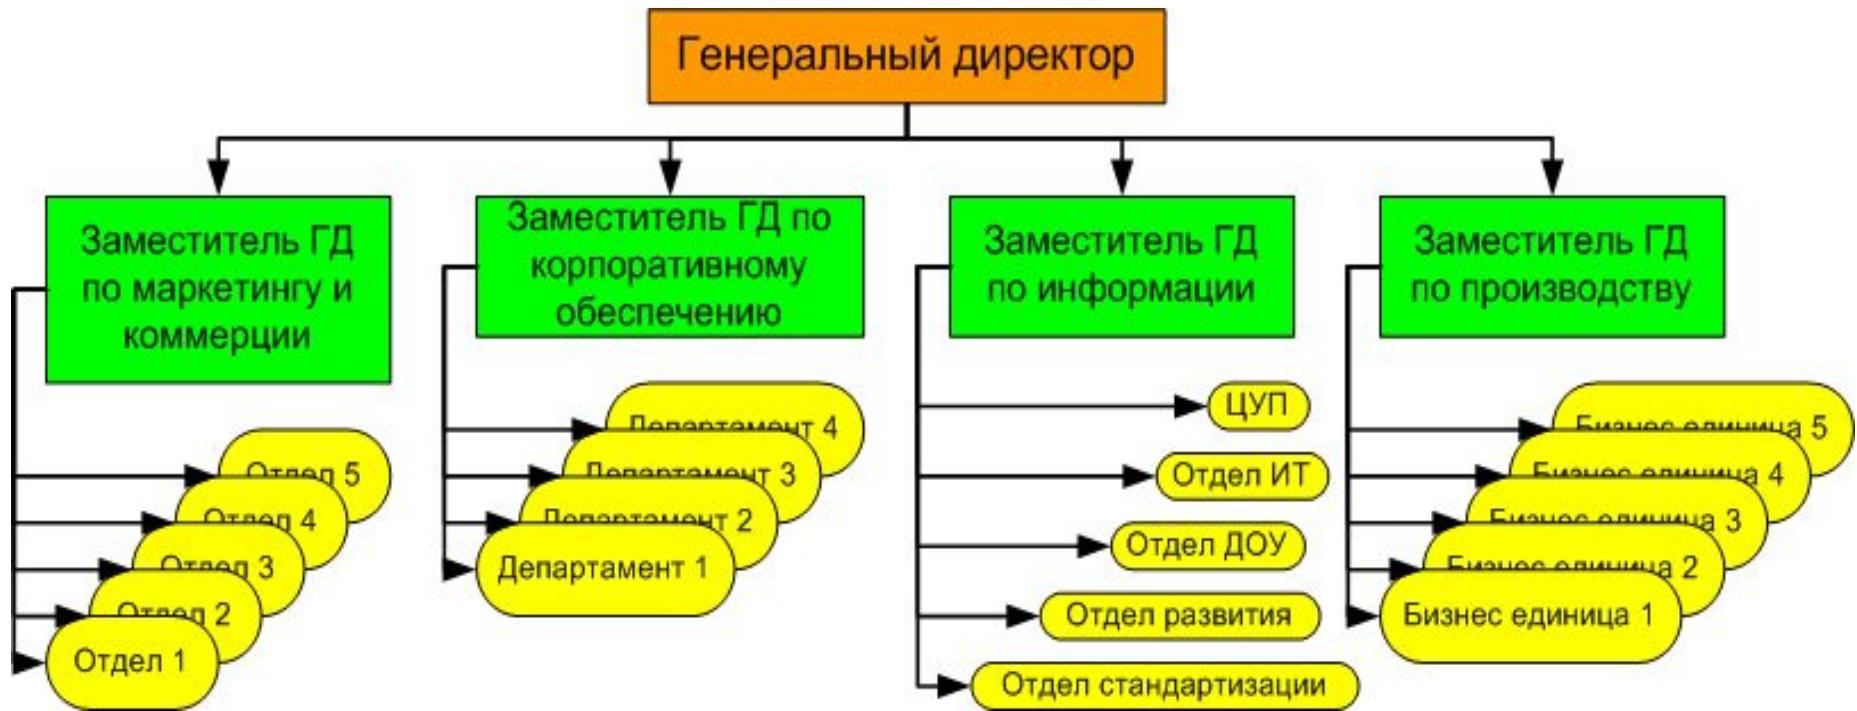 Генеральный директор
Заместитель ГД
по маркетингу и
коммерции
Отдел 5
Отдел 4
Отдел 3
Отдел 2
Отдел 1
Заместитель ГД по
корпоративному
обеспечению
Департамент 4
Департамент 3
Департамент 2
Департамент 1
Заместитель ГД
по информации
ЦУП
Отдел ИТ
Отдел ДОУ
Отдел развития
Отдел стандартизации
Заместитель ГД
по производству
Бизнес единица 5
Бизнес единица 4
Бизнес единица 3
Бизнес единица 2
Бизнес единица 1